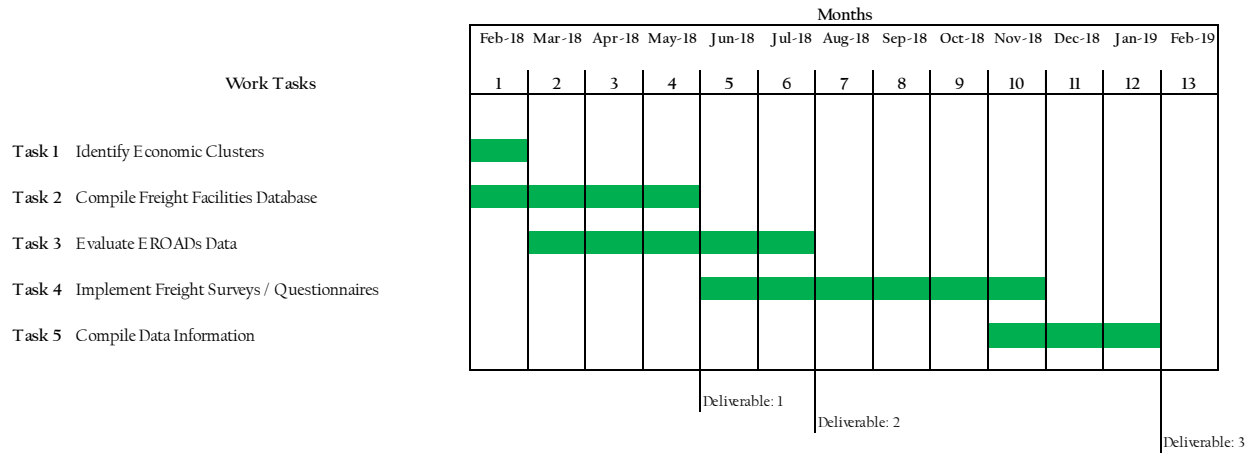 Months
Feb-18 Mar-18 Apr-18 May-18 Jun-18 Jul-18 Aug-18 Sep-18 Oct-18 Nov-18 Dec-18 Jan-19 Feb-19
Work Tasks 1 2 3 4 5 6 7 8 9 10 11 12 13
Task 1 Identify Economic Clusters
Task 2 Compile Freight Facilities Database
Task 3 Evaluate EROADs Data
Task 4 Implement Freight Surveys / Questionnaires
Task 5 Compile Data Information
Deliverable: 1
Deliverable: 2
Deliverable: 3